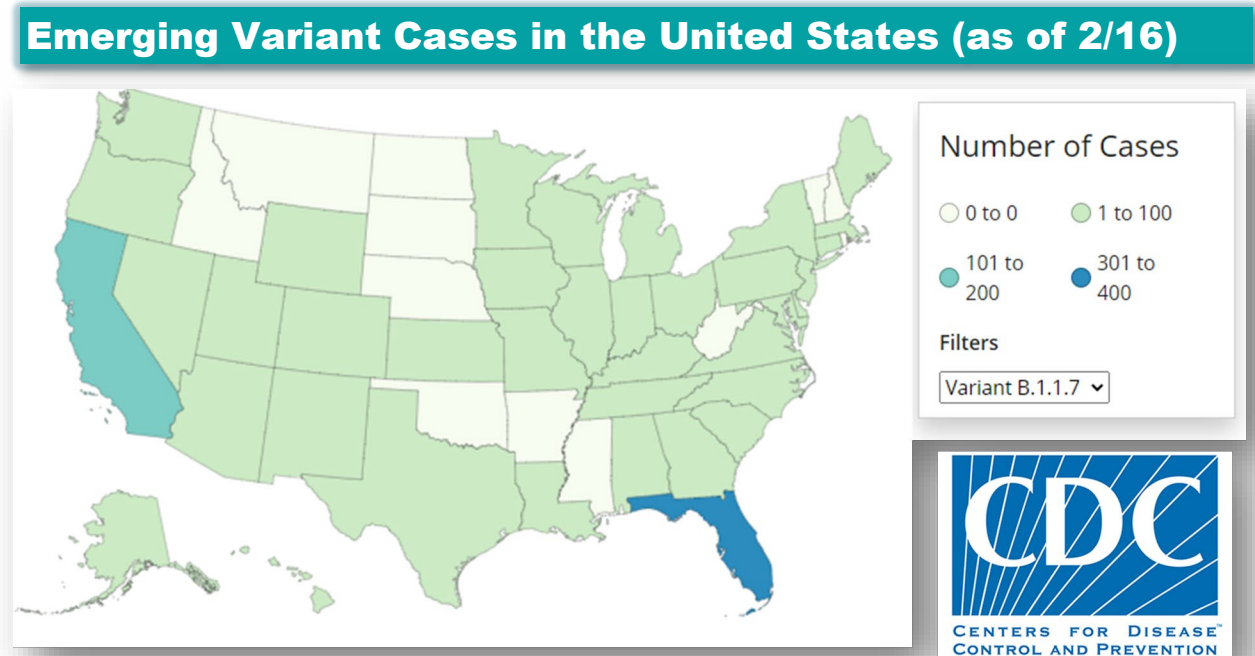 Emerging Variant Cases in the United States (as of 2/16)
Number of Cases
0 to 0
1 to 100
101 to
200
301 to
400
Filters
Variant B.1.1.7
CDC
CENTERS FOR DISEASE™
CONTROL AND PREVENTION